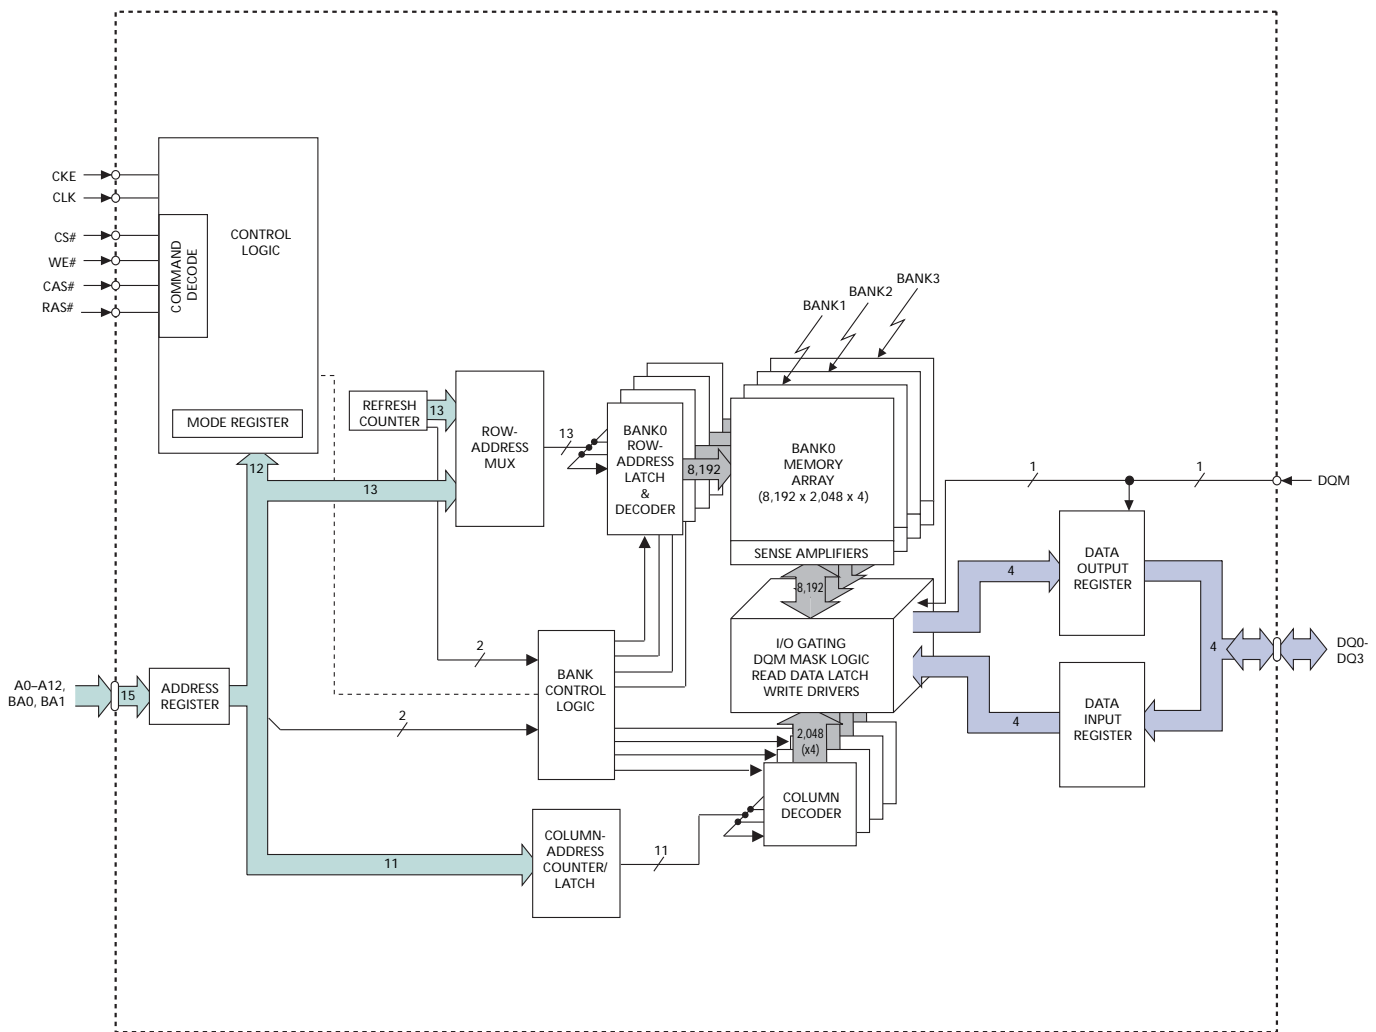 CKE
CLK
CS#
WE#
CAS#
RAS#
COMMAND
DECODE
CONTROL
LOGIC
MODE REGISTER
12
REFRESH
COUNTER
13
13
ROW-
ADDRESS
MUX
13
BANK0
ROW-
ADDRESS
LATCH
&
DECODER
8,192
BANK1
BANK2
BANK3
BANK0
MEMORY
ARRAY
(8,192 x 2,048 x 4)
SENSE AMPLIFIERS
8,192
I/O GATING
DQM MASK LOGIC
READ DATA LATCH
WRITE DRIVERS
1
1
DQM
4
DATA
OUTPUT
REGISTER
4
DQ0-
DQ3
4
DATA
INPUT
REGISTER
A0–A12,
BA0, BA1
15
ADDRESS
REGISTER
2
2
BANK
CONTROL
LOGIC
2,048
(x4)
COLUMN
DECODER
11
COLUMN-
ADDRESS
COUNTER/
LATCH
11